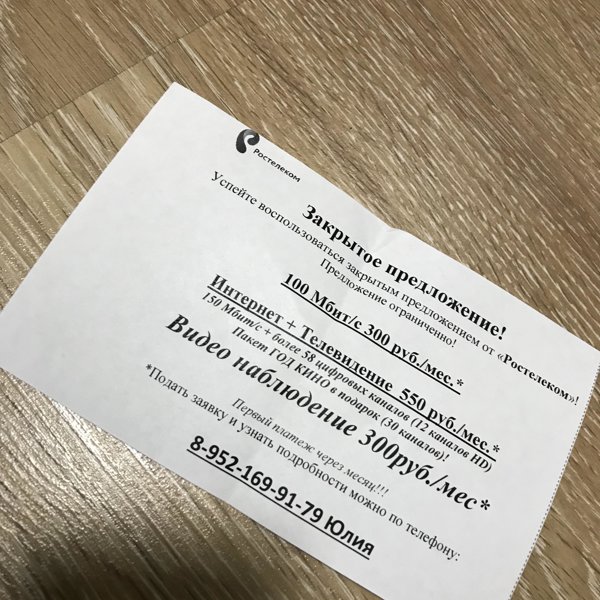 Ростелеком
Закрытое предложение!
Успейте воспользоваться закрытым предложением от «Ростелеком»!
Предложение ограниченно!
100 Мбит/с 300 руб./мес.*
Интернет + Телевидение 550 руб./мес.*
150 Мбит/с + более 58 цифровых каналов (12 каналов HD)
Пакет ГОД КИНО в подарок (30 каналов)!
Видео наблюдение 300руб./мес*
Первый платеж через месяц!!!
*Подать заявку и узнать подробности можно по телефону:
8-952-169-91-79 Юлия